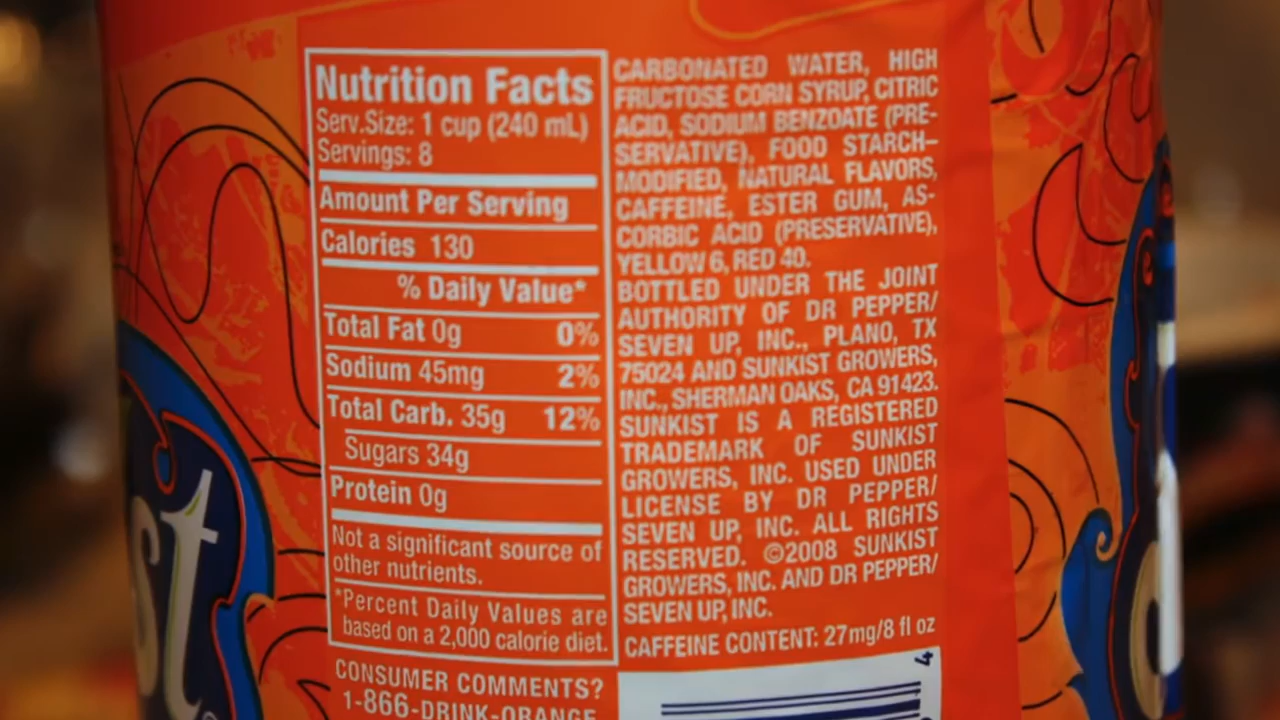 Nutrition Facts
Serv.Size: 1 cup (240 mL)
Servings: 8
Amount Per Serving
Calories 130
% Daily Value*
Total Fat 0g 0%
Sodium 45mg 2%
Total Carb. 35g 12%
Sugars 34g
Protein 0g
Not a significant source of
other nutrients.
*Percent Daily Values are
based on a 2,000 calorie diet.
CONSUMER COMMENTS?
1-866-DRINK-ORANGE
CARBONATED WATER, HIGH
FRUCTOSE CORN SYRUP, CITRIC
ACID, SODIUM BENZOATE (PRE-
SERVATIVE), FOOD STARCH–
MODIFIED, NATURAL FLAVORS,
CAFFEINE, ESTER GUM, AS-
CORBIC ACID (PRESERVATIVE),
YELLOW 6, RED 40.
BOTTLED UNDER THE JOINT
AUTHORITY OF DR PEPPER/
SEVEN UP, INC., PLANO, TX
75024 AND SUNKIST GROWERS,
INC., SHERMAN OAKS, CA 91423.
SUNKIST IS A REGISTERED
TRADEMARK OF SUNKIST
GROWERS, INC. USED UNDER
LICENSE BY DR PEPPER/
SEVEN UP, INC. ALL RIGHTS
RESERVED. ©2008 SUNKIST
GROWERS, INC. AND DR PEPPER/
SEVEN UP, INC.
CAFFEINE CONTENT: 27mg/8 fl oz
4
st